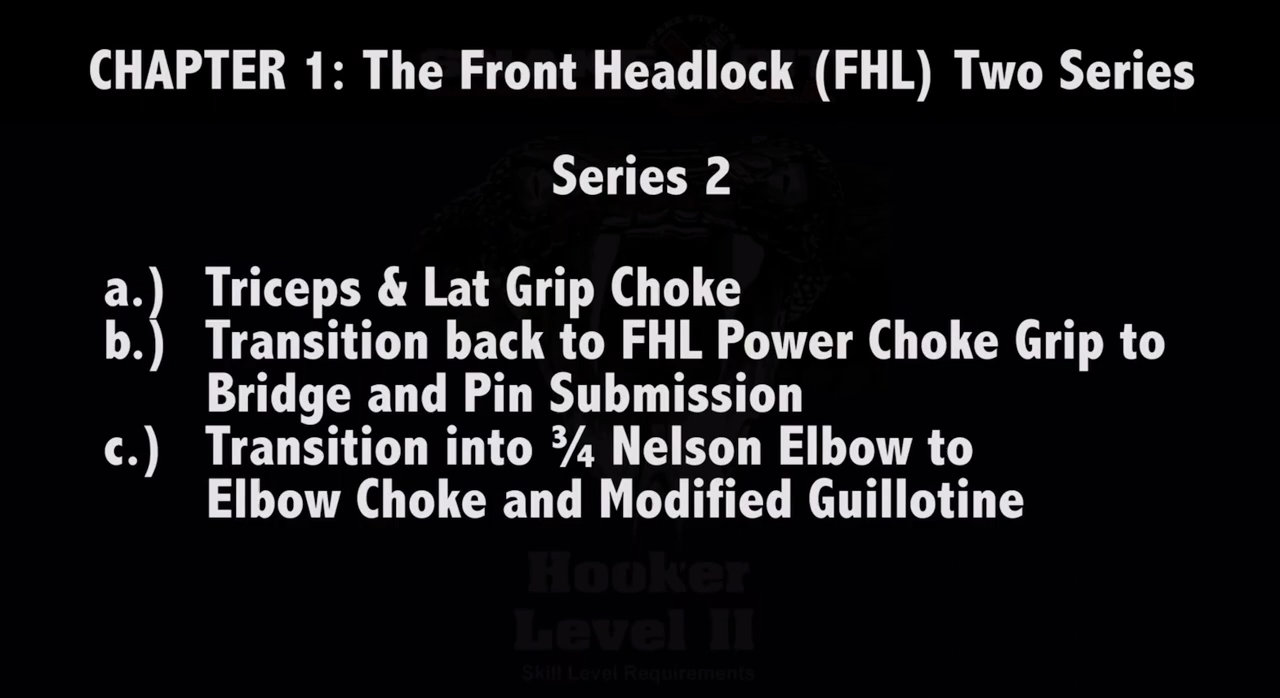 CHAPTER 1: The Front Headlock (FHL) Two Series
Series 2
a.) Triceps & Lat Grip Choke
b.) Transition back to FHL Power Choke Grip to
Bridge and Pin Submission
c.) Transition into ¾ Nelson Elbow to
Elbow Choke and Modified Guillotine
Hooker
Level II
Skill Level Requirements